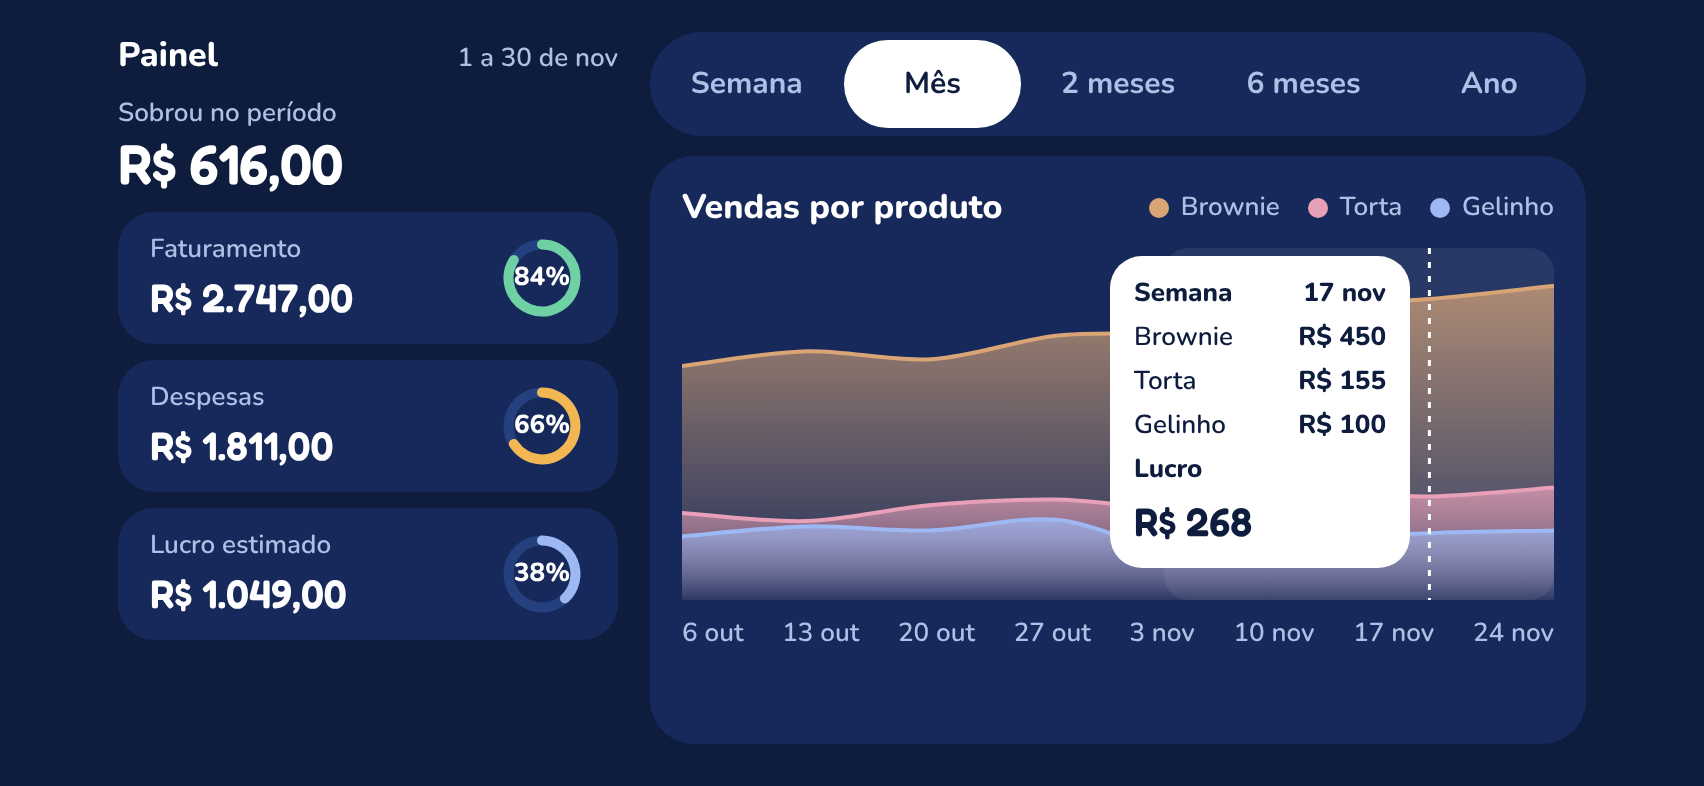 Painel
1 a 30 de nov
Sobrou no período
R$ 616,00
Faturamento
R$ 2.747,00
84%
Despesas
R$ 1.811,00
66%
Lucro estimado
R$ 1.049,00
38%
Semana
Mês
2 meses
6 meses
Ano
Vendas por produto
Brownie
Torta
Gelinho
Semana 17 nov
Brownie R$ 450
Torta R$ 155
Gelinho R$ 100
Lucro
R$ 268
6 out 13 out 20 out 27 out 3 nov 10 nov 17 nov 24 nov